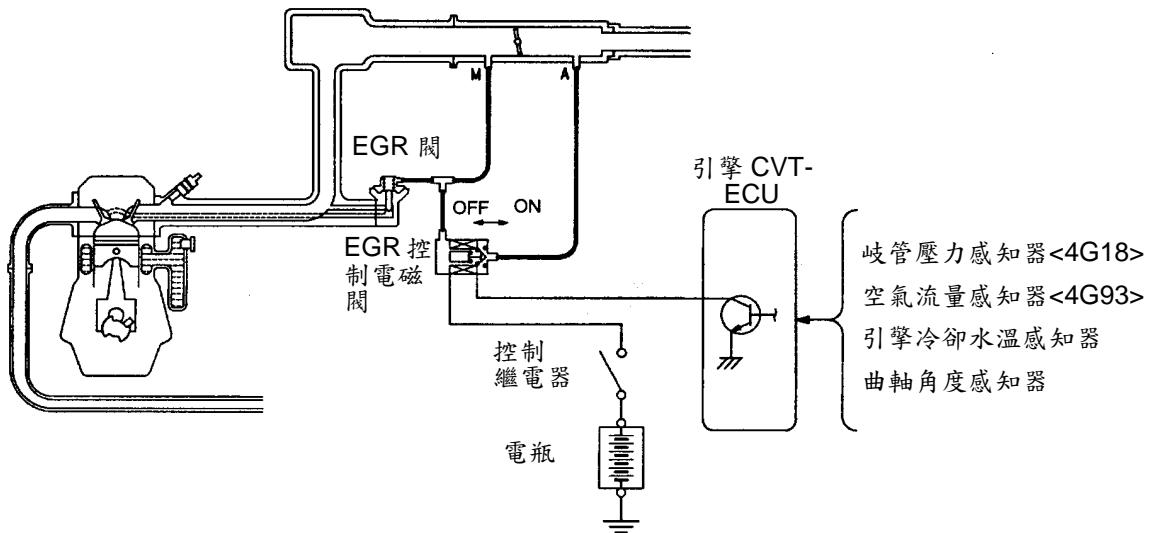 M
A
EGR 閥
引擎 CVT-
ECU
OFF
ON
EGR 控
制電磁
閥
岐管壓力感知器<4G18>
空氣流量感知器<4G93>
引擎冷卻水溫感知器
曲軸角度感知器
控制
繼電器
電瓶